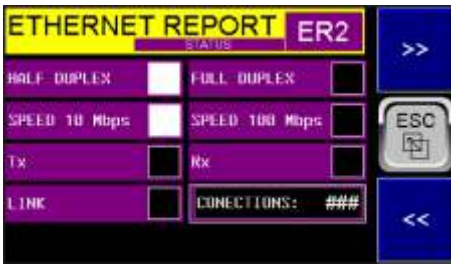 ETHERNET REPORT ER2
STATUS
>>
HALF DUPLEX FULL DUPLEX
SPEED 10 Mbps SPEED 100 Mbps
ESC
Tx Rx
LINK CONECTIONS: ###
<<